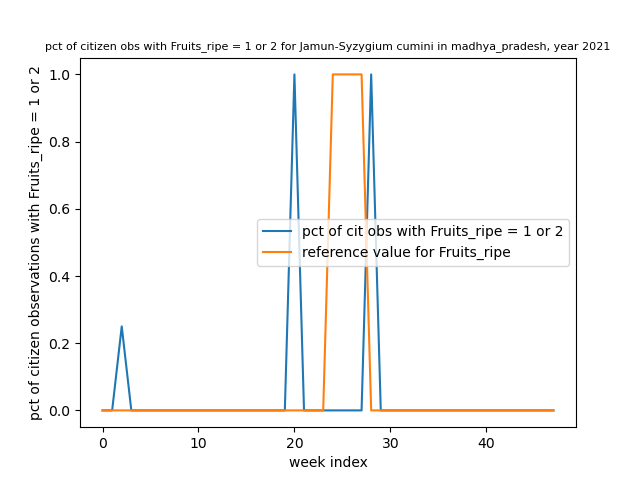 pct of citizen obs with Fruits_ripe = 1 or 2 for Jamun-Syzygium cumini in madhya_pradesh, year 2021
pct of citizen observations with Fruits_ripe = 1 or 2
1.0
0.8
0.6
0.4
0.2
0.0
pct of cit obs with Fruits_ripe = 1 or 2
reference value for Fruits_ripe
0 10 20 30 40
week index